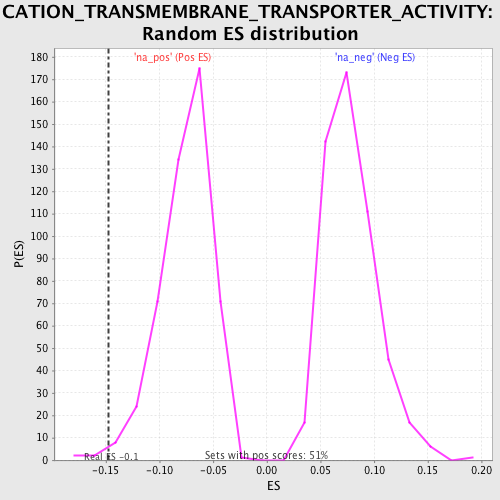 CATION_TRANSMEMBRANE_TRANSPORTER_ACTIVITY:
Random ES distribution
'na_pos' (Pos ES)
'na_neg' (Neg ES)
180
170
160
150
140
130
120
110
100
90
80
70
60
50
40
30
20
10
0
P(ES)
Real ES -0.1
Sets with pos scores: 51%
-0.15 -0.10 -0.05 0.00 0.05 0.10 0.15 0.20
ES